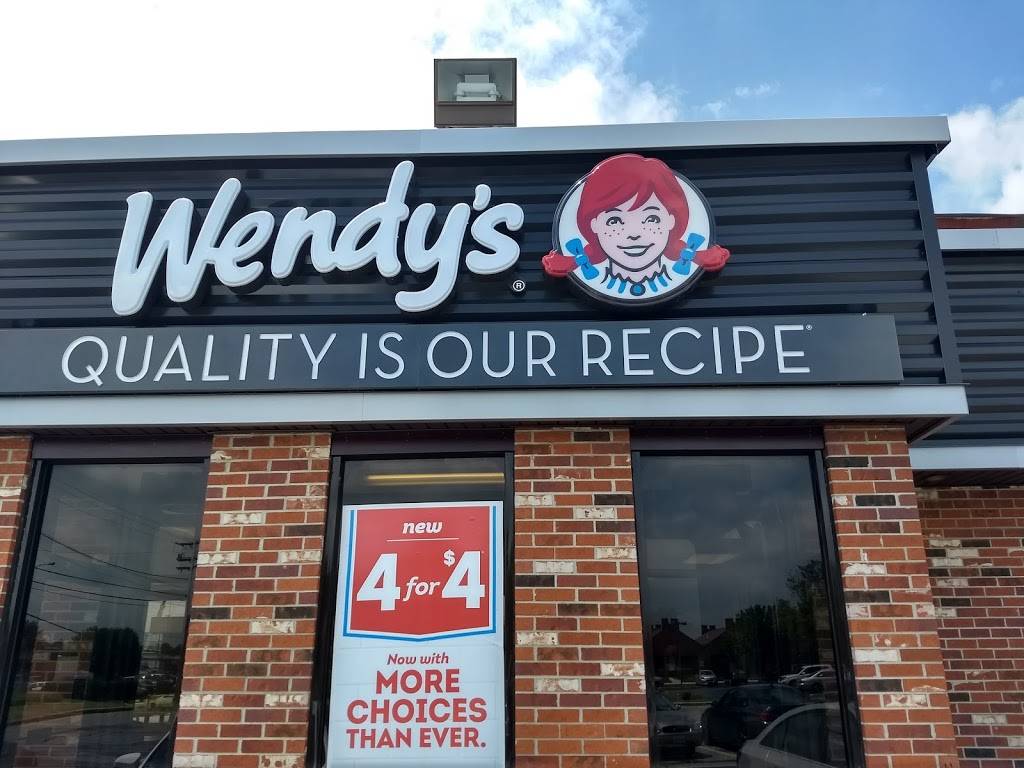 Wendy's®
QUALITY IS OUR RECIPE®
new
4 for $4
Now with
MORE
CHOICES
THAN EVER.